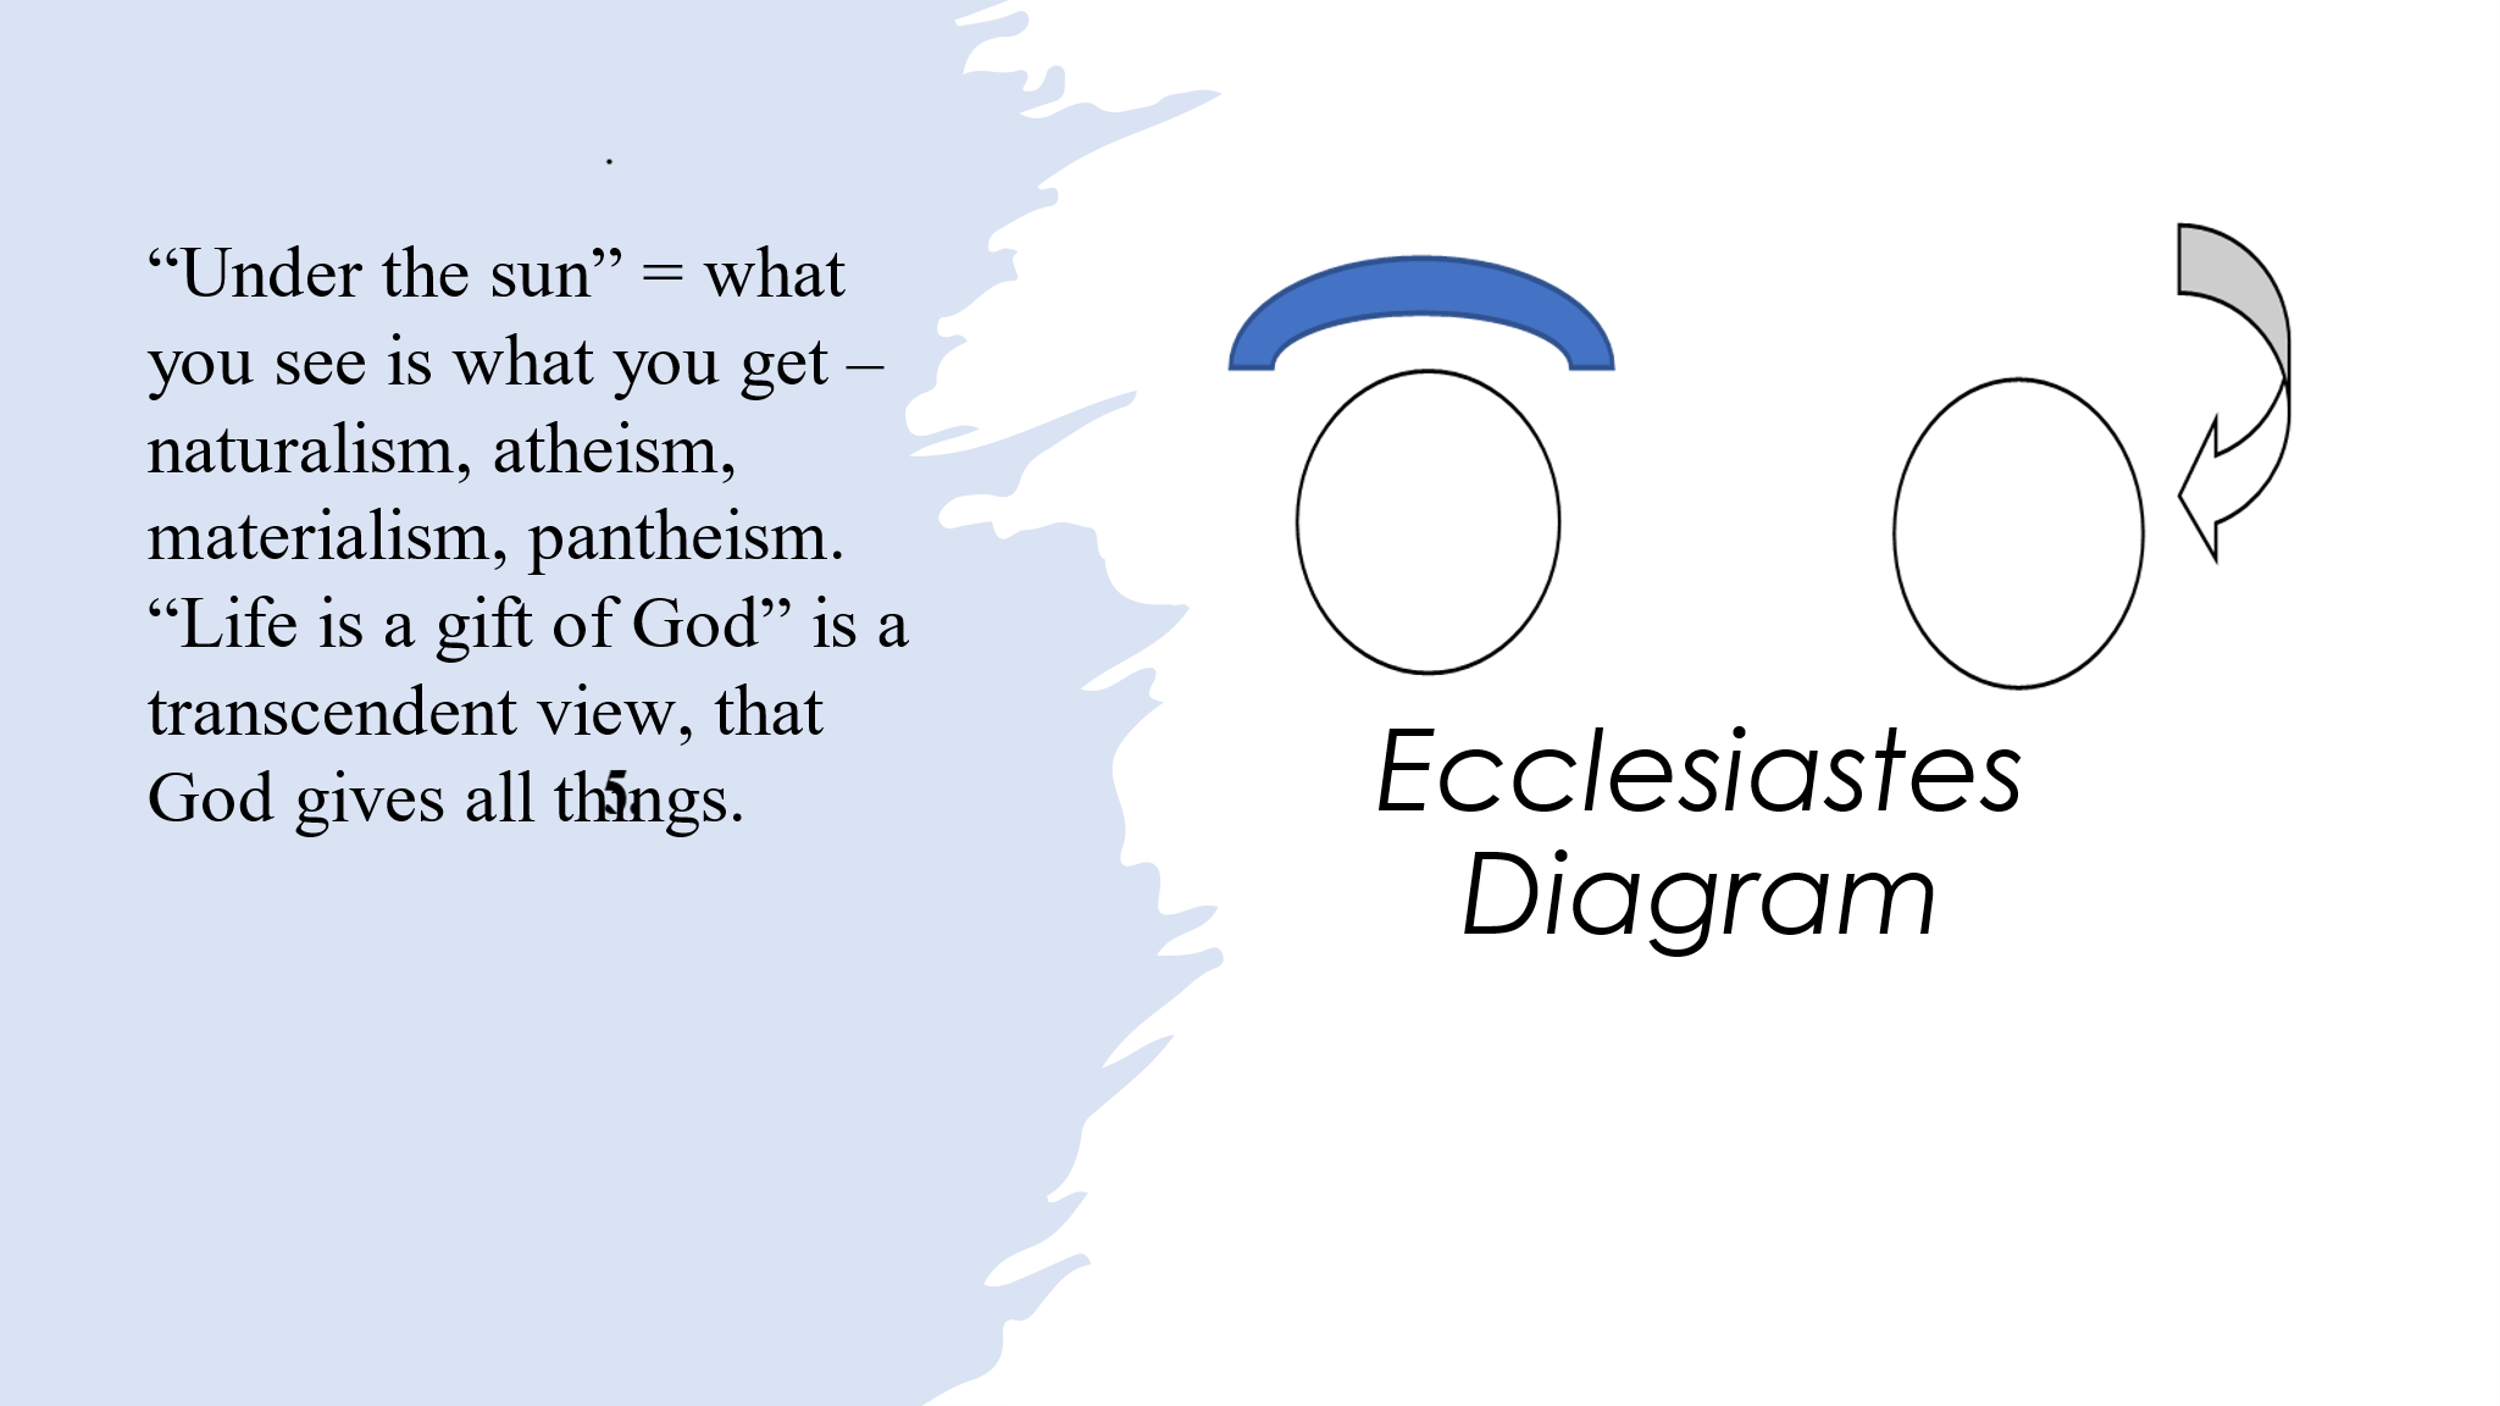 “Under the sun” = what
you see is what you get –
naturalism, atheism,
materialism, pantheism.
“Life is a gift of God” is a
transcendent view, that
God gives all things.
5.
Ecclesiastes
Diagram